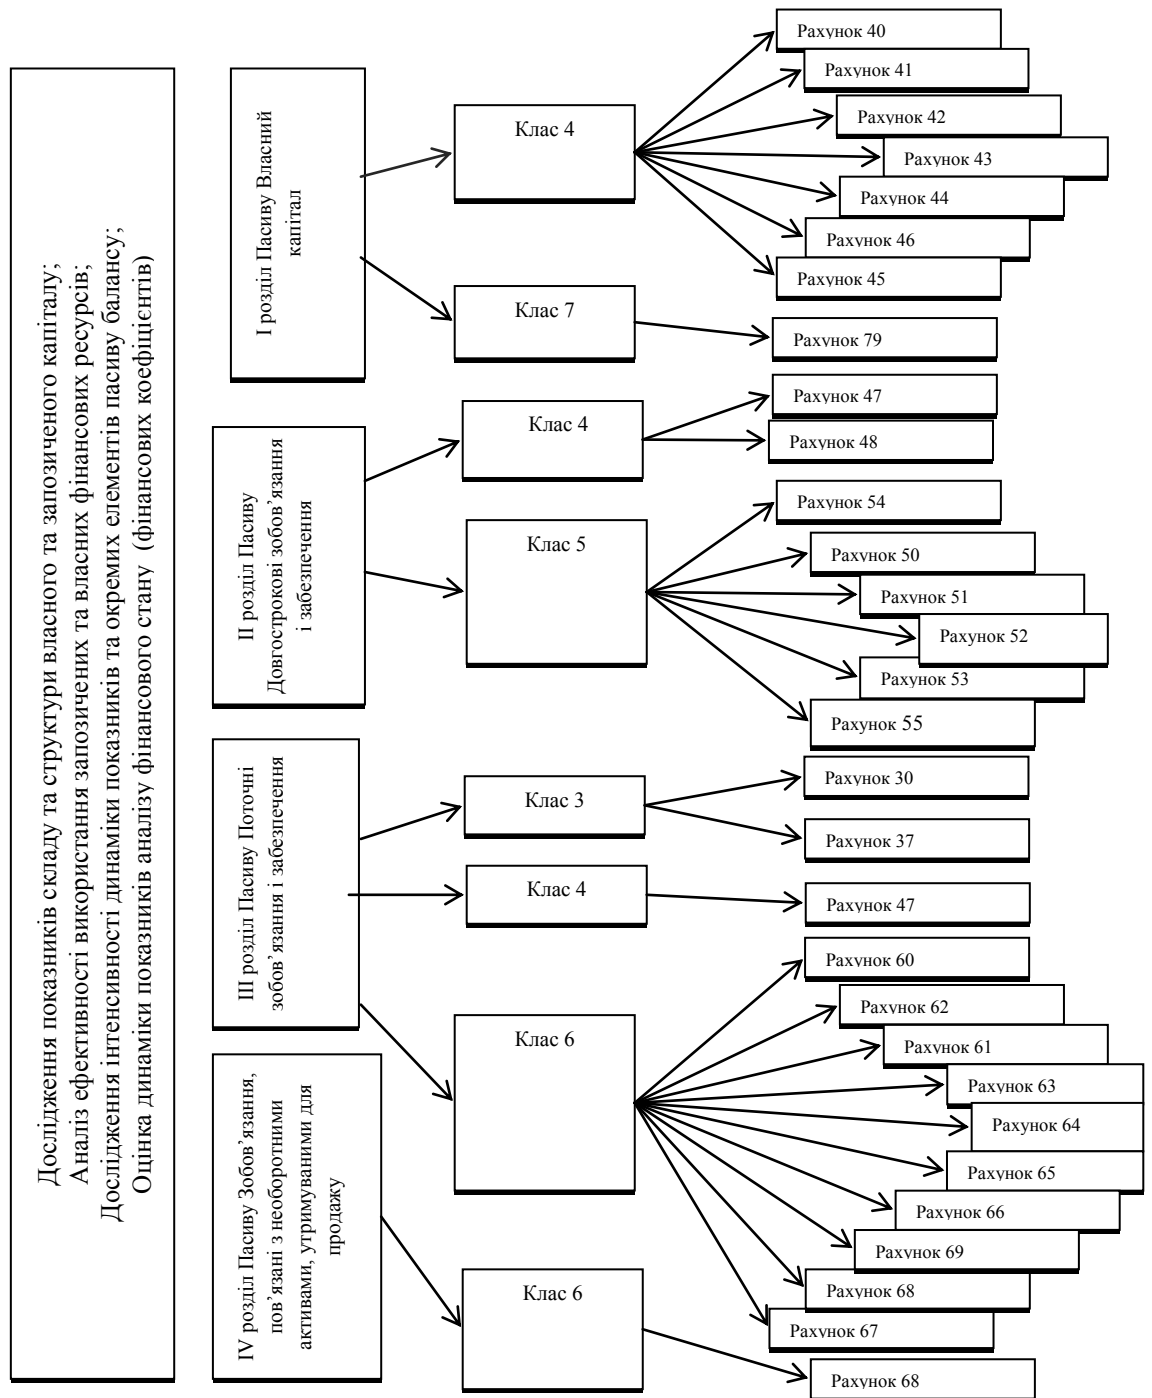 Дослідження показників складу та структури власного та запозиченого капіталу;
Аналіз ефективності використання запозичених та власних фінансових ресурсів;
Дослідження інтенсивності динаміки показників та окремих елементів пасиву балансу;
Оцінка динаміки показників аналізу фінансового стану (фінансових коефіцієнтів)
І розділ Пасиву Власний
капітал
Клас 4
Рахунок 40
Рахунок 41
Рахунок 42
Рахунок 43
Рахунок 44
Рахунок 46
Рахунок 45
Клас 7
Рахунок 79
ІІ розділ Пасиву
Довгострокові зобов’язання
і забезпечення
Клас 4
Рахунок 47
Рахунок 48
Клас 5
Рахунок 54
Рахунок 50
Рахунок 51
Рахунок 52
Рахунок 53
Рахунок 55
ІІІ розділ Пасиву Поточні
зобов’язання і забезпечення
Клас 3
Рахунок 30
Рахунок 37
Клас 4
Рахунок 47
Клас 6
Рахунок 60
Рахунок 62
Рахунок 61
Рахунок 63
Рахунок 64
Рахунок 65
Рахунок 66
Рахунок 69
Рахунок 68
Рахунок 67
IV розділ Пасиву Зобов’язання,
пов’язані з необоротними
активами, утримуваними для
продажу
Клас 6
Рахунок 68